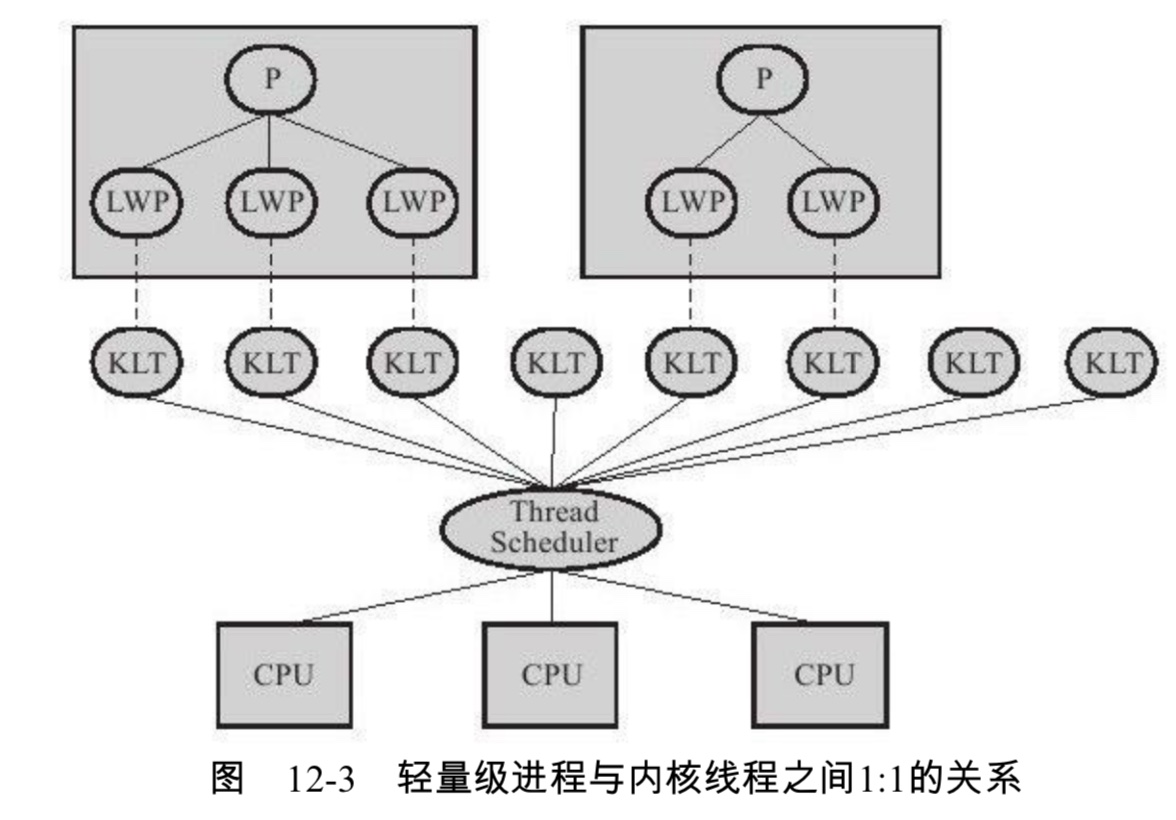 P P
LWP LWP LWP LWP LWP
KLT KLT KLT KLT KLT KLT KLT KLT
Thread
Scheduler
CPU CPU CPU
图 12-3 轻量级进程与内核线程之间1:1的关系